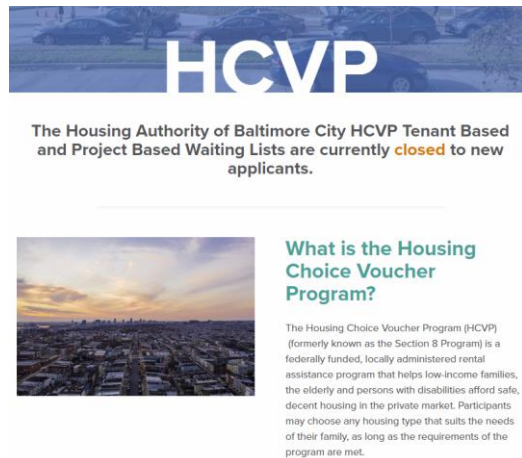 HCVP
The Housing Authority of Baltimore City HCVP Tenant Based
and Project Based Waiting Lists are currently closed to new
applicants.
What is the Housing
Choice Voucher
Program?
The Housing Choice Voucher Program (HCVP)
(formerly known as the Section 8 Program) is a
federally funded, locally administered rental
assistance program that helps low-income families,
the elderly and persons with disabilities afford safe,
decent housing in the private market. Participants
may choose any housing type that suits the needs
of their family, as long as the requirements of the
program are met.